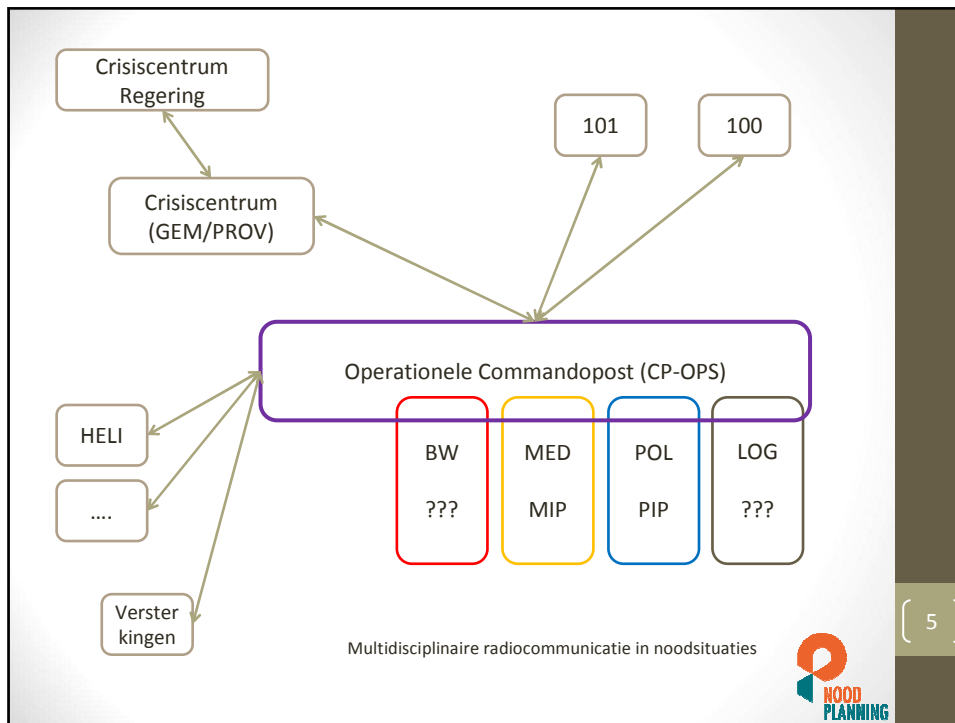 Crisiscentrum
Regering
101
100
Crisiscentrum
(GEM/PROV)
Operationele Commandopost (CP-OPS)
HELI
....
Verster
kingen
BW
???
MED
MIP
POL
PIP
LOG
???
Multidisciplinaire radiocommunicatie in noodsituaties
5
NOOD
PLANNING